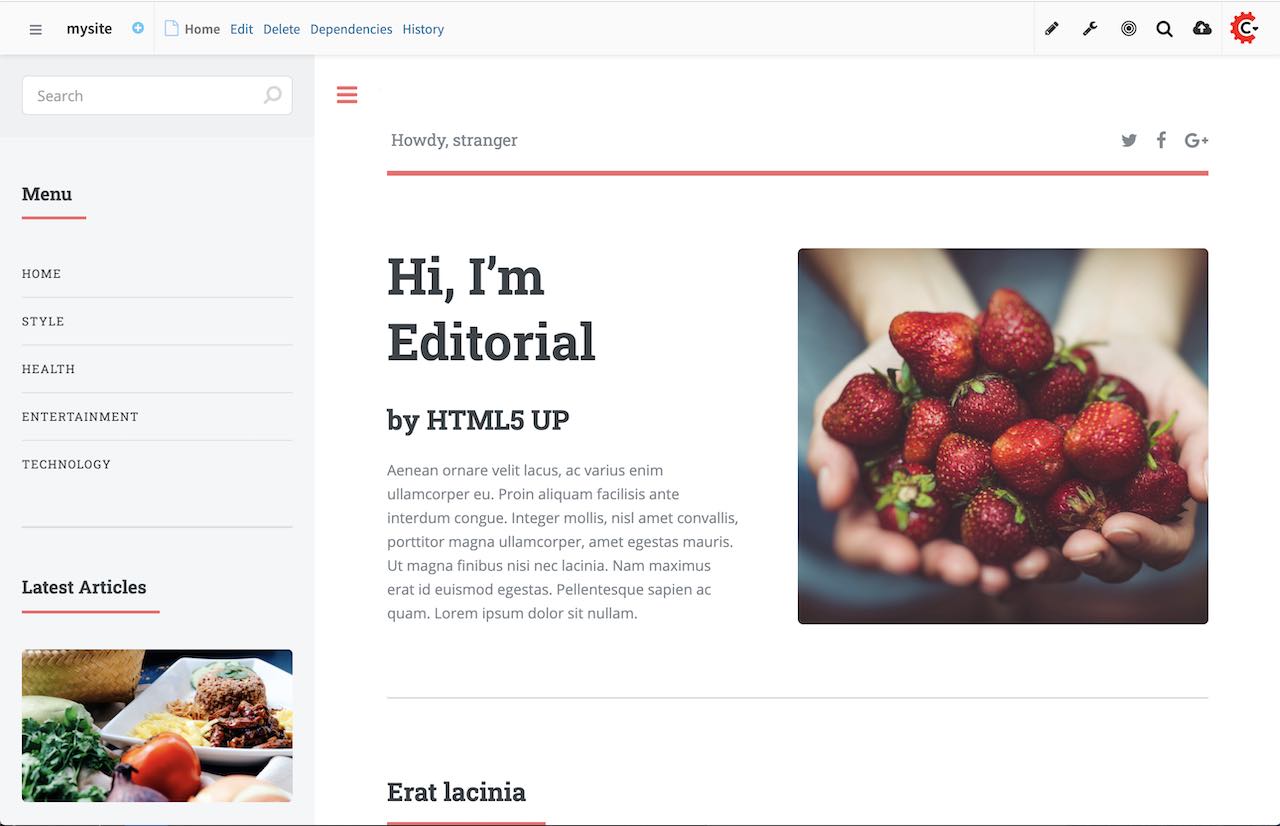 mysite
Home Edit Delete Dependencies History
Search
Menu
HOME
STYLE
HEALTH
ENTERTAINMENT
TECHNOLOGY
Latest Articles
Howdy, stranger
Hi, I’m
Editorial
by HTML5 UP
Aenean ornare velit lacus, ac varius enim
ullamcorper eu. Proin aliquam facilisis ante
interdum congue. Integer mollis, nisl amet convallis,
porttitor magna ullamcorper, amet egestas mauris.
Ut magna finibus nisi nec lacinia. Nam maximus
erat id euismod egestas. Pellentesque sapien ac
quam. Lorem ipsum dolor sit nullam.
Erat lacinia